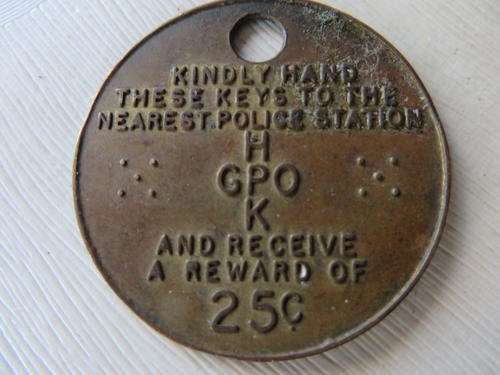 KINDLY HAND
THESE KEYS TO THE
NEAREST POLICE STATION
H
GPO
K
AND RECEIVE
A REWARD OF
25¢